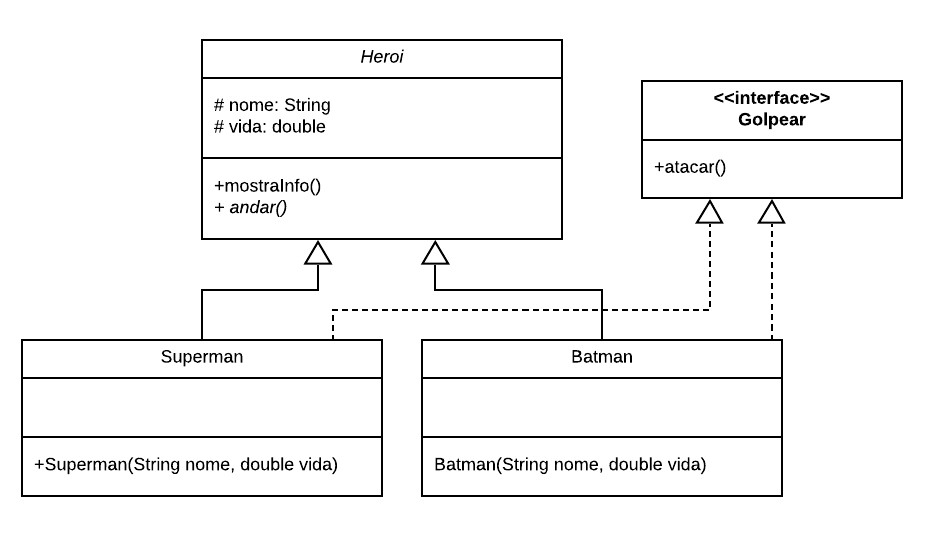 Heroi
# nome: String
# vida: double
+mostraInfo()
+ andar()
<<interface>>
Golpear
+atacar()
Superman
+Superman(String nome, double vida)
Batman
Batman(String nome, double vida)